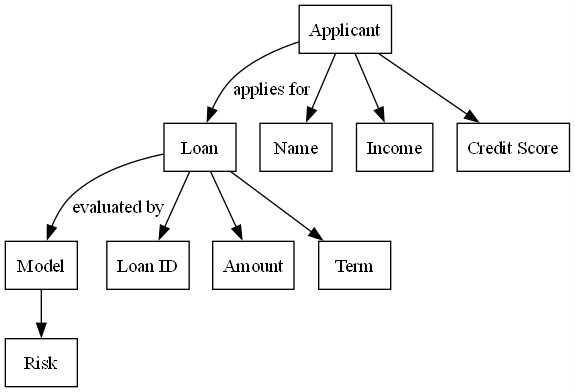 Applicant
applies for
Loan
Name
Income
Credit Score
evaluated by
Model
Loan ID
Amount
Term
Risk